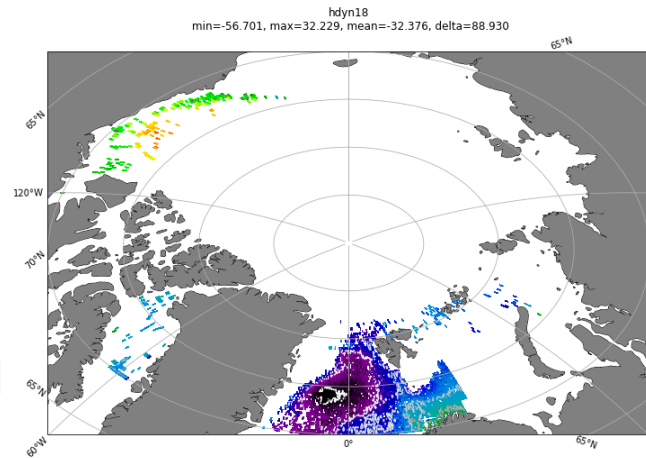 hdyn18
min=-56.701, max=32.229, mean=-32.376, delta=88.930
65°N
65°N
120°W
70°N
65°N
60°W
0°
65°N